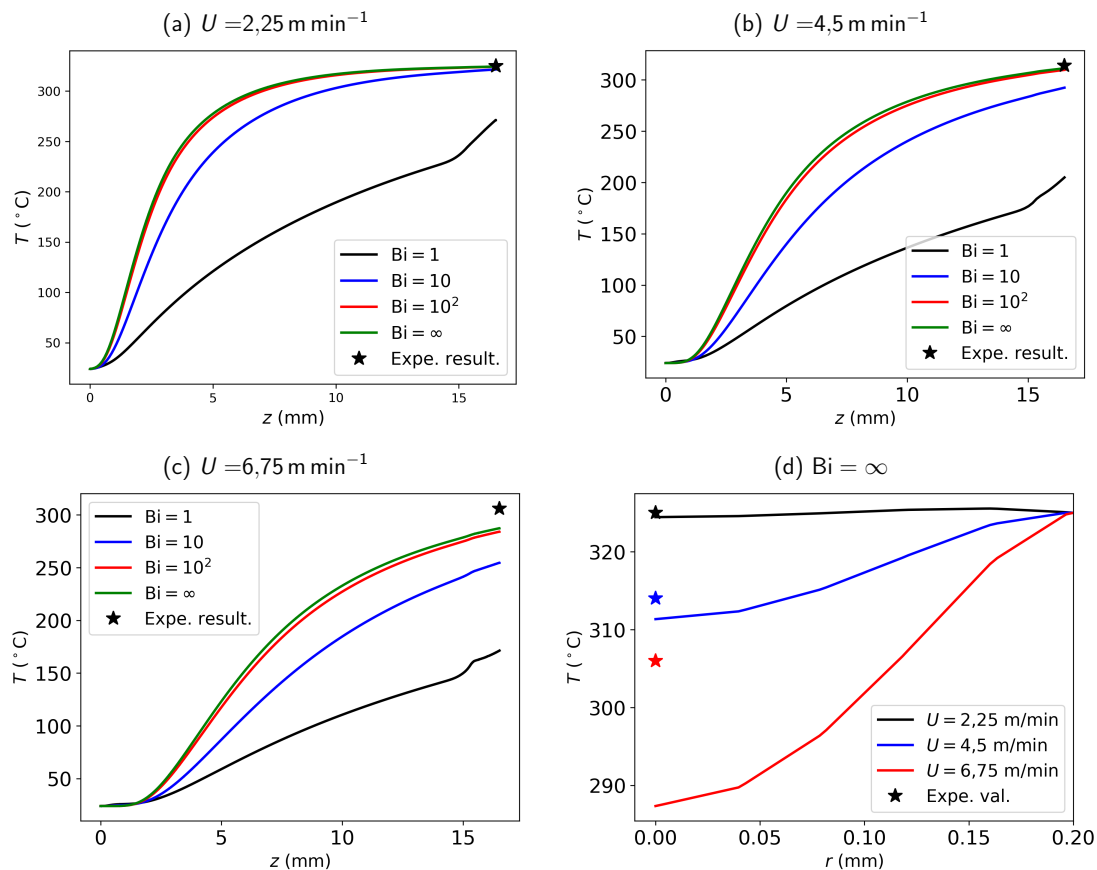 (a) U =2,25 m min⁻¹
300
250
200
150
100
50
0
5
10
15
T (°C)
z (mm)
Bi = 1
Bi = 10
Bi = 10²
Bi = ∞
Expe. result.
(b) U =4,5 m min⁻¹
300
250
200
150
100
50
0
5
10
15
T (°C)
z (mm)
Bi = 1
Bi = 10
Bi = 10²
Bi = ∞
Expe. result.
(c) U =6,75 m min⁻¹
300
250
200
150
100
50
0
5
10
15
T (°C)
z (mm)
Bi = 1
Bi = 10
Bi = 10²
Bi = ∞
Expe. result.
(d) Bi = ∞
320
310
300
290
0.00
0.05
0.10
0.15
0.20
T (°C)
r (mm)
U = 2,25 m/min
U = 4,5 m/min
U = 6,75 m/min
Expe. val.